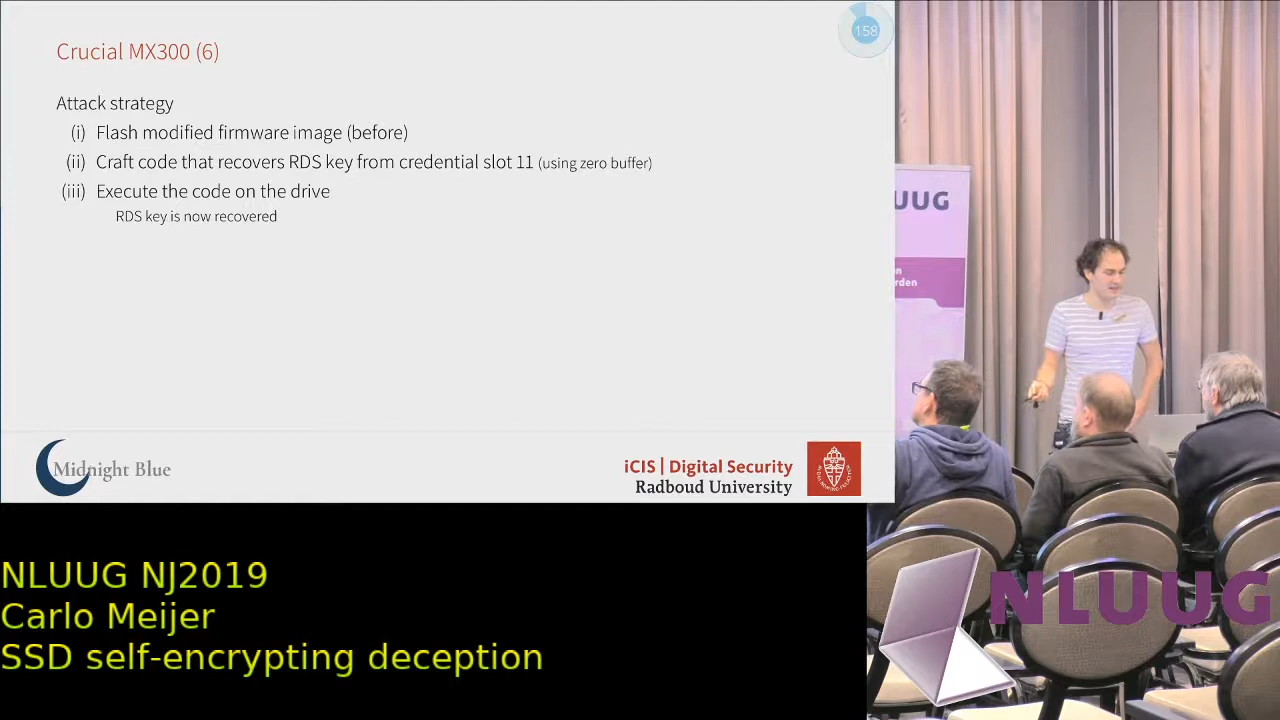 Crucial MX300 (6)
158
Attack strategy
(i) Flash modified firmware image (before)
(ii) Craft code that recovers RDS key from credential slot 11 (using zero buffer)
(iii) Execute the code on the drive
RDS key is now recovered
Midnight Blue
iCIS | Digital Security
Radboud University
NLUUG NJ2019
Carlo Meijer
SSD self-encrypting deception
UUG
n
rden
NLUUG